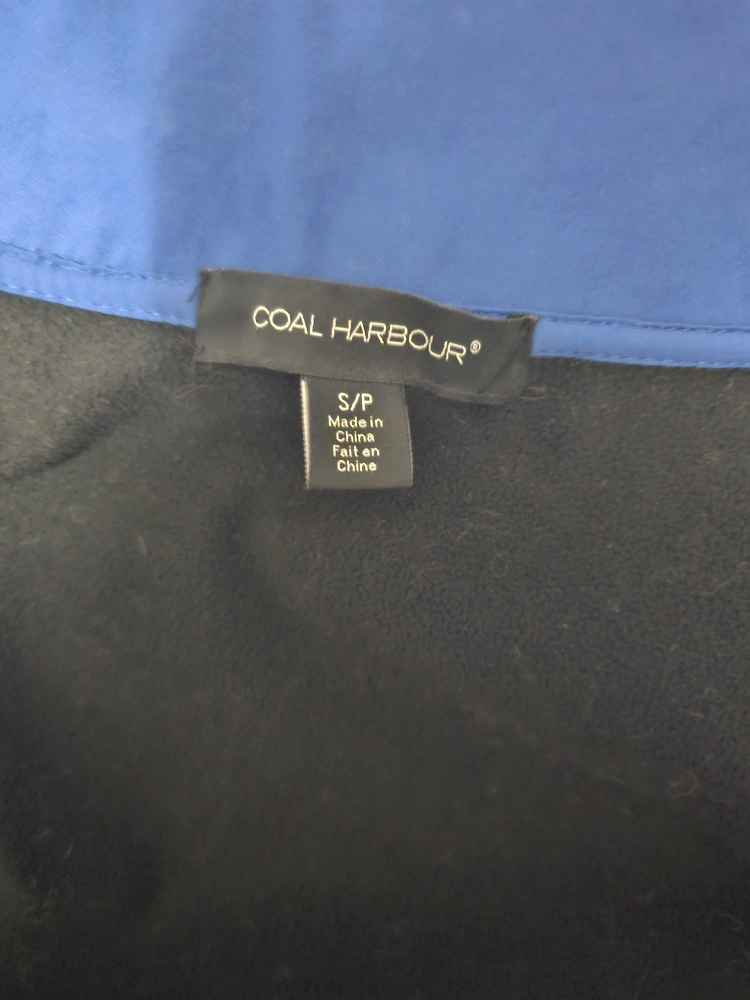 COAL HARBOUR®
S/P
Made in
China
Fait en
Chine